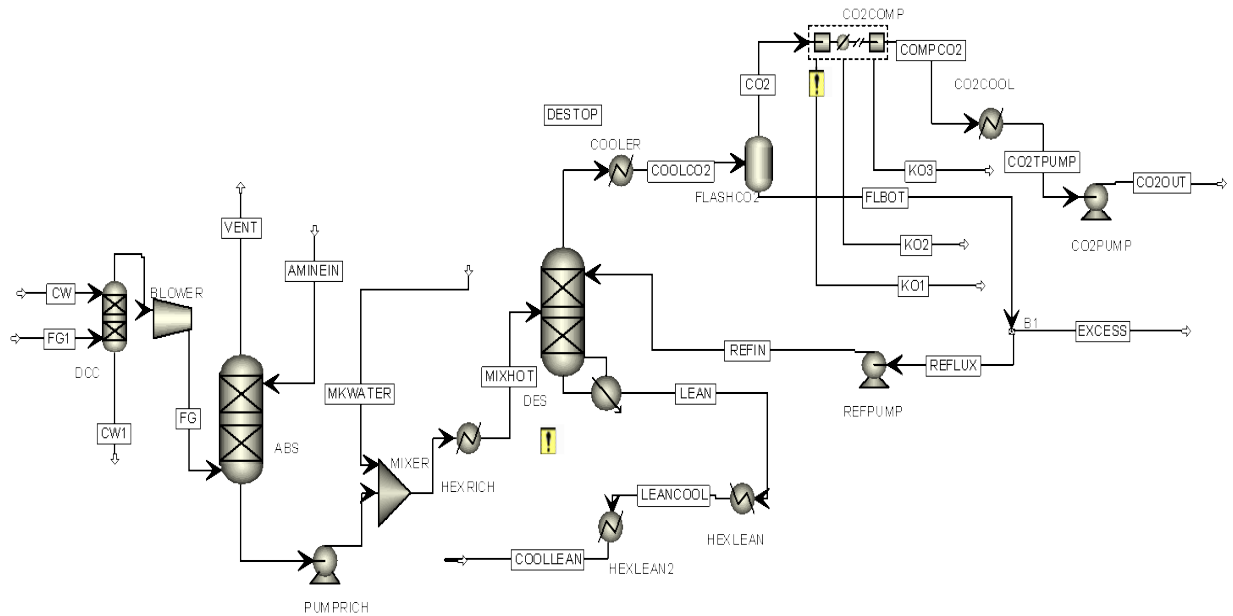 CO2COMP
COMPCO2
CO2
CO2COOL
DESTOP
COOLER
COOLCO2
CO2TPUMP
KO3
CO2OUT
FLASHCO2
FLBOT
VENT
CO2PUMP
KO2
AMINEIN
KO1
CW
BLOWER
B1
EXCESS
FG1
REFIN
REFLUX
DCC
MIXHOT
MKWATER
DES
LEAN
REFPUMP
FG
CW1
ABS
MIXER
HEXRICH
LEANCOOL
HEXLEAN
COOLLEAN
HEXLEAN2
PUMPRICH